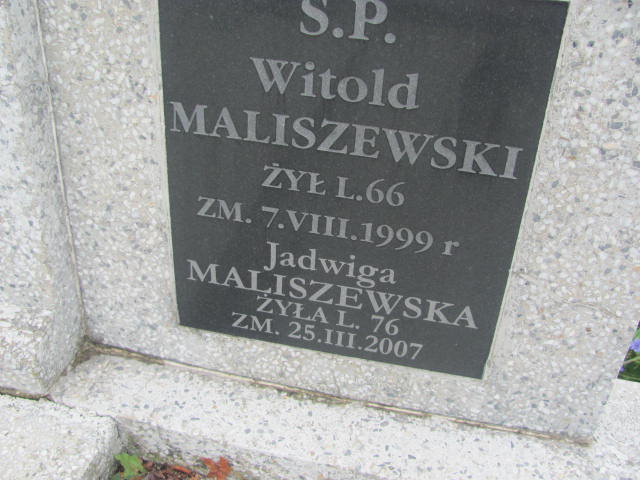 S.P.
Witold
MALISZEWSKI
ŻYŁ L.66
ZM. 7.VIII.1999 r
Jadwiga
MALISZEWSKA
ŻYŁA L. 76
ZM. 25.III.2007